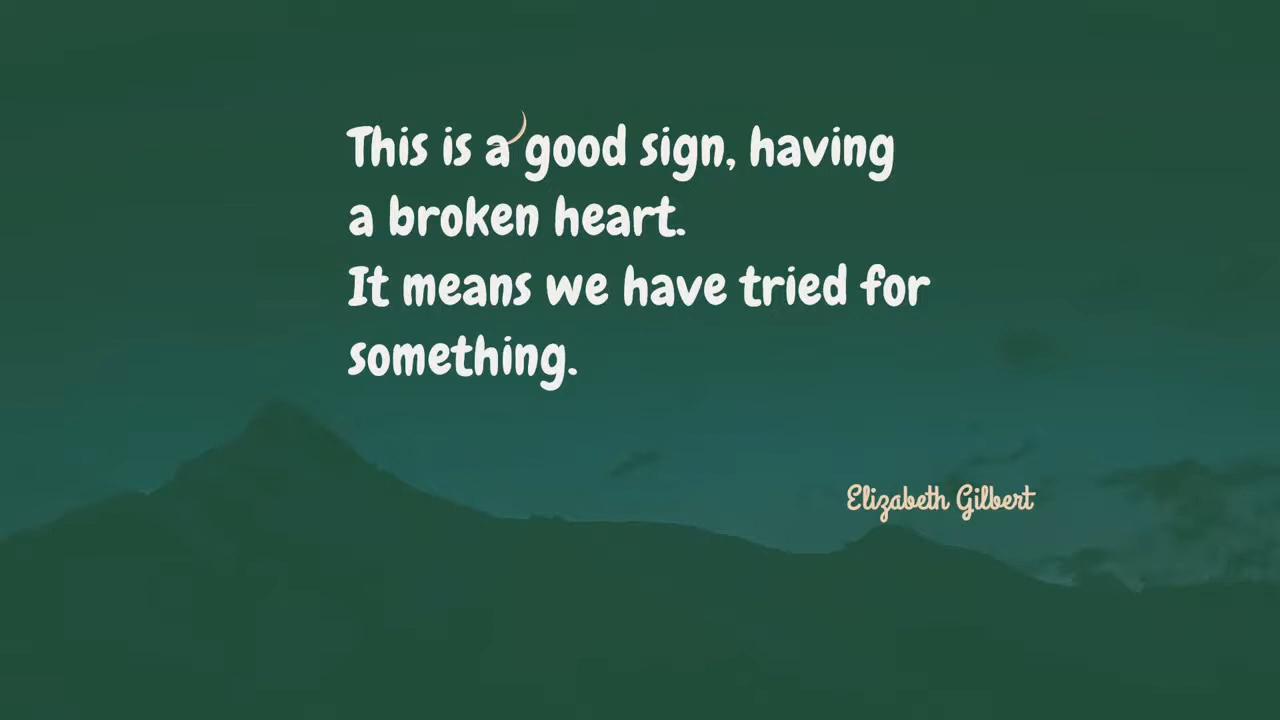 This is a good sign, having
a broken heart.
It means we have tried for
something.
Elizabeth Gilbert